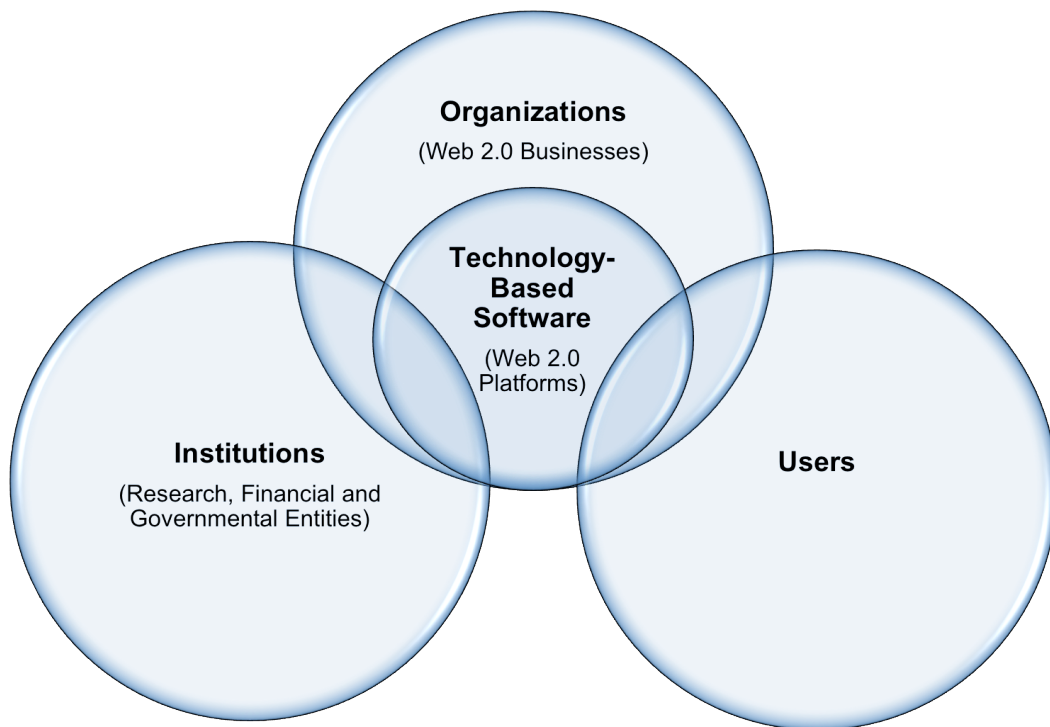 Organizations
(Web 2.0 Businesses)
Technology-
Based
Software
(Web 2.0
Platforms)
Institutions
(Research, Financial and
Governmental Entities)
Users